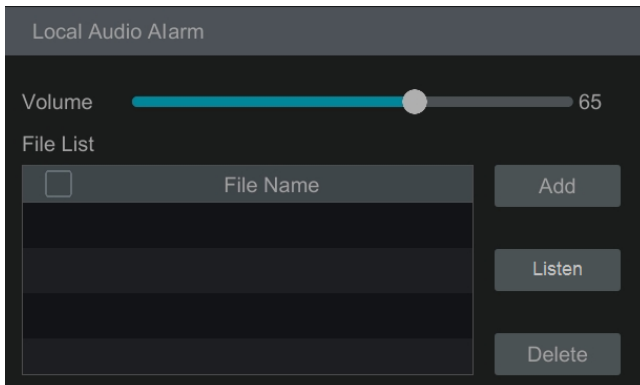 Local Audio Alarm
Volume 65
File List
File Name
Add
Listen
Delete